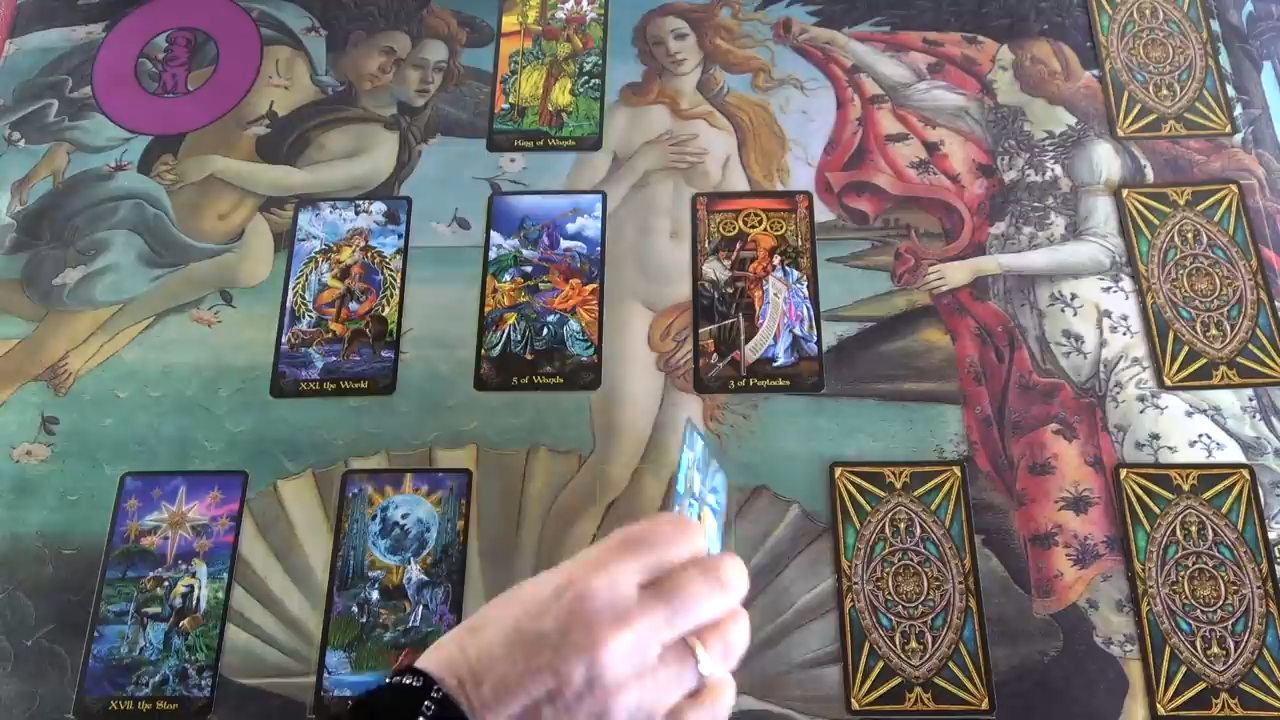 King of Wands
XXI. the World
5 of Wands
3 of Pentacles
XVII. the Star